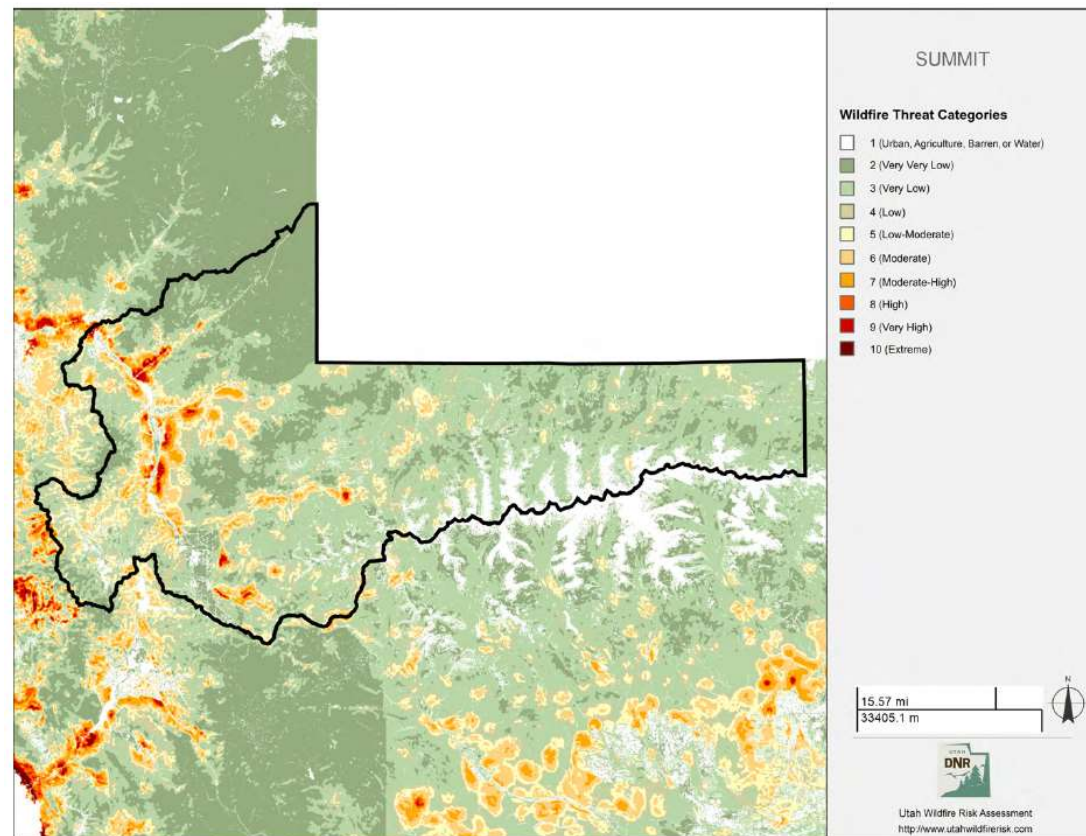 SUMMIT
Wildfire Threat Categories
1 (Urban, Agriculture, Barren, or Water)
2 (Very Very Low)
3 (Very Low)
4 (Low)
5 (Low-Moderate)
6 (Moderate)
7 (Moderate-High)
8 (High)
9 (Very High)
10 (Extreme)
N
15.57 mi
33405.1 m
UTAH
DNR
Utah Wildfire Risk Assessment
http://www.utahwildfirerisk.com